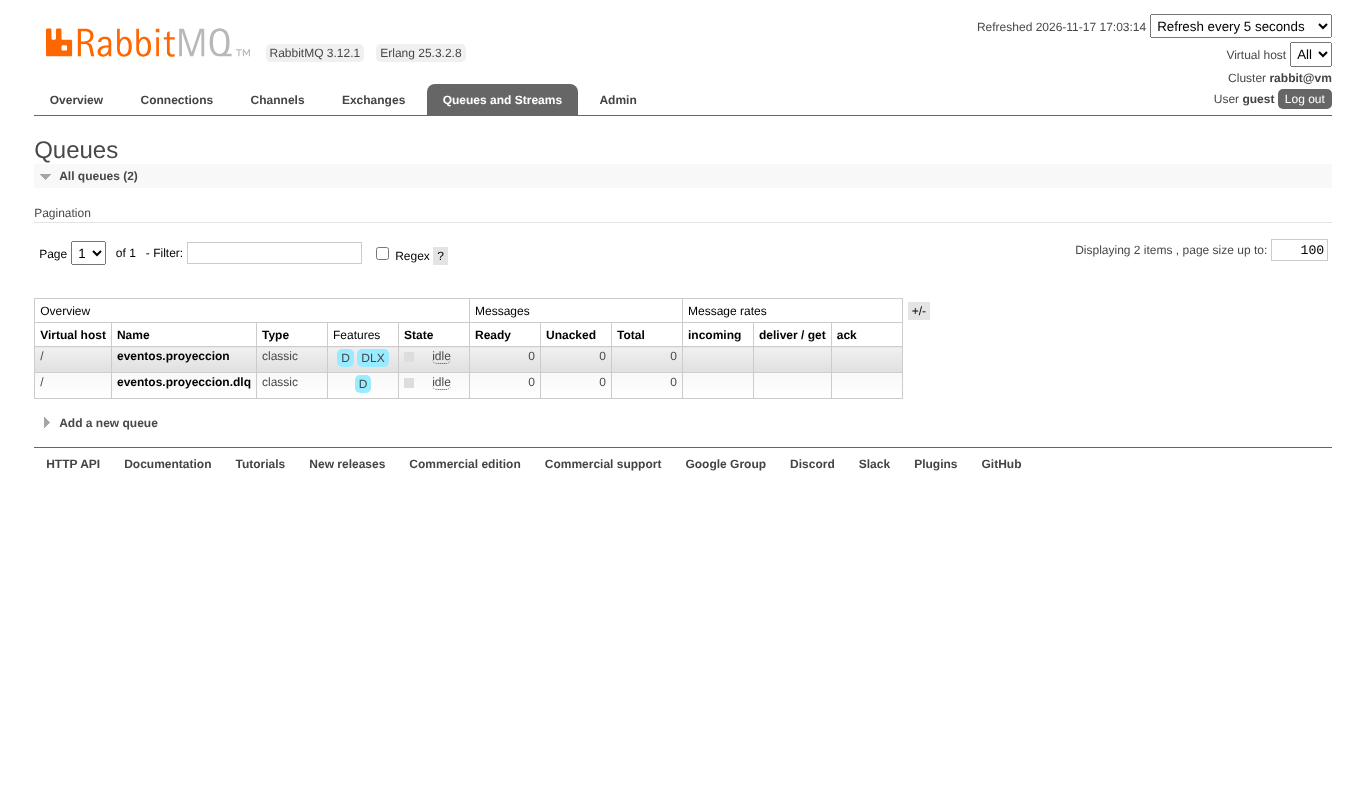 RabbitMQ TM
RabbitMQ 3.12.1 Erlang 25.3.2.8
Refreshed 2026-11-17 17:03:14 Refresh every 5 seconds
Virtual host All
Cluster rabbit@vm
User guest Log out
Overview Connections Channels Exchanges Queues and Streams Admin
Queues
All queues (2)
Pagination
Page 1 of 1 - Filter: Regex ? Displaying 2 items , page size up to: 100
Overview Messages Message rates +/-
Virtual host Name Type Features State Ready Unacked Total incoming deliver / get ack
/ eventos.proyeccion classic D DLX idle 0 0 0
/ eventos.proyeccion.dlq classic D idle 0 0 0
Add a new queue
HTTP API Documentation Tutorials New releases Commercial edition Commercial support Google Group Discord Slack Plugins GitHub